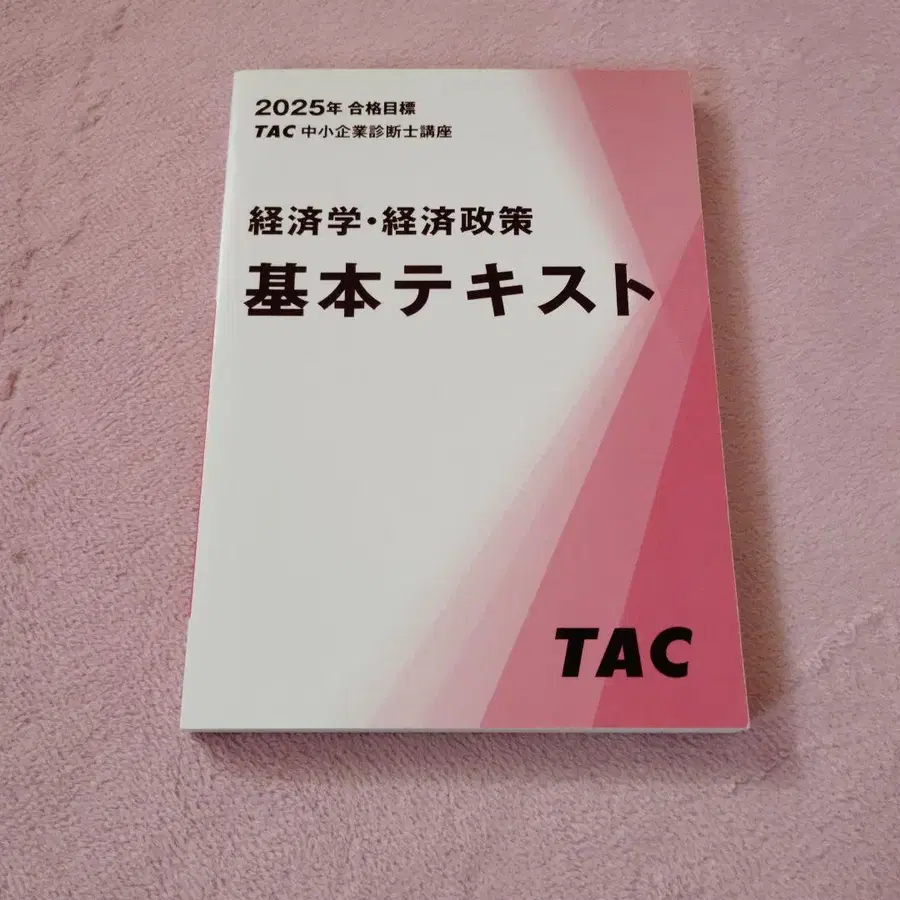 2025年 合格目標
TAC 中小企業診断士講座
経済学・経済政策
基本テキスト
TAC